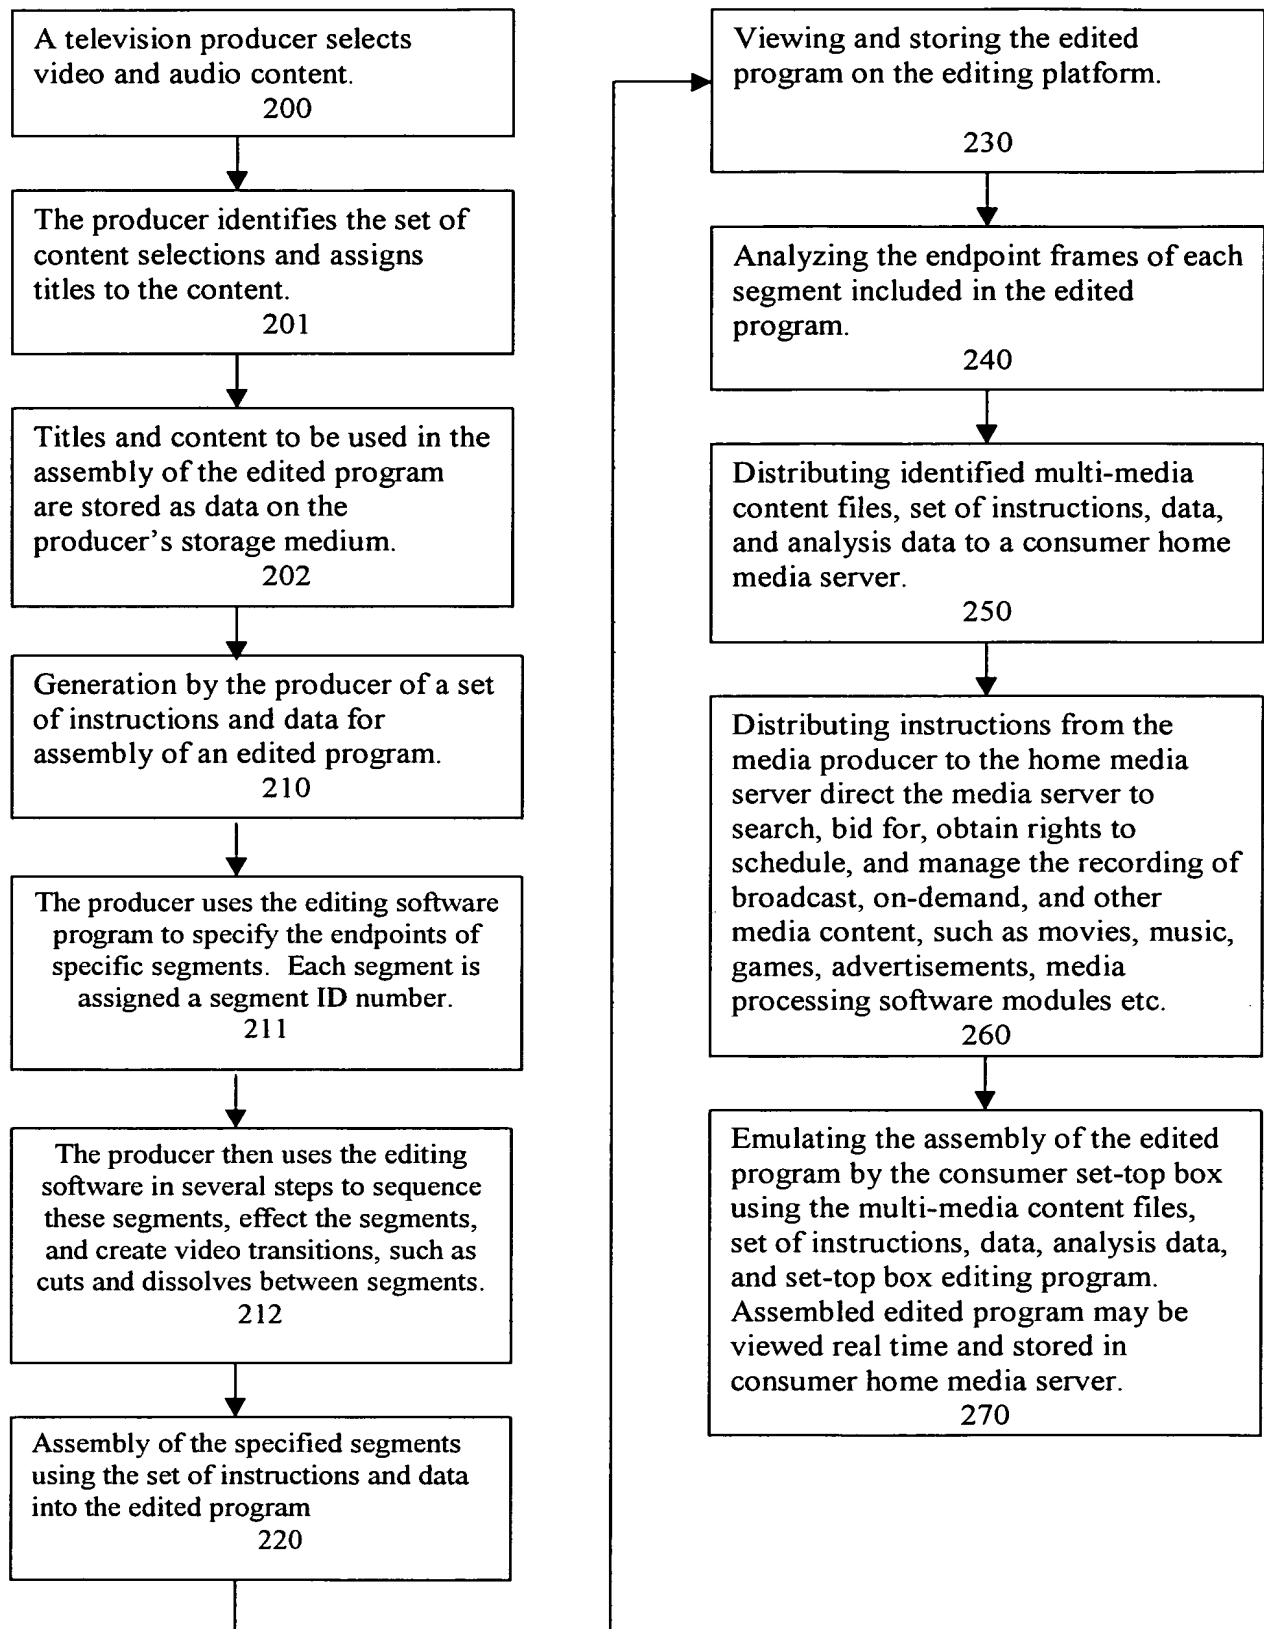 A television producer selects
video and audio content.
200
The producer identifies the set of
content selections and assigns
titles to the content.
201
Titles and content to be used in the
assembly of the edited program
are stored as data on the
producer's storage medium.
202
Generation by the producer of a set
of instructions and data for
assembly of an edited program.
210
The producer uses the editing software
program to specify the endpoints of
specific segments. Each segment is
assigned a segment ID number.
211
The producer then uses the editing
software in several steps to sequence
these segments, effect the segments,
and create video transitions, such as
cuts and dissolves between segments.
212
Assembly of the specified segments
using the set of instructions and data
into the edited program
220
Viewing and storing the edited
program on the editing platform.
230
Analyzing the endpoint frames of each
segment included in the edited
program.
240
Distributing identified multi-media
content files, set of instructions, data,
and analysis data to a consumer home
media server.
250
Distributing instructions from the
media producer to the home media
server direct the media server to
search, bid for, obtain rights to
schedule, and manage the recording of
broadcast, on-demand, and other
media content, such as movies, music,
games, advertisements, media
processing software modules etc.
260
Emulating the assembly of the edited
program by the consumer set-top box
using the multi-media content files,
set of instructions, data, analysis data,
and set-top box editing program.
Assembled edited program may be
viewed real time and stored in
consumer home media server.
270